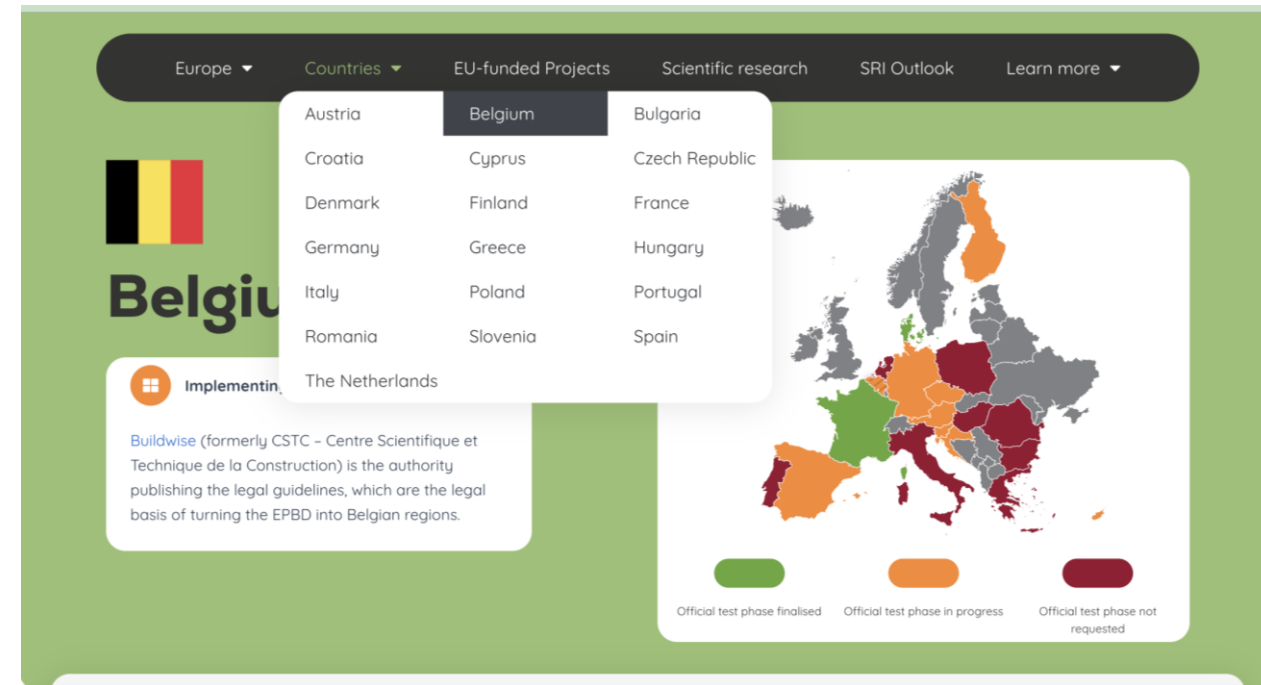 Europe
Countries
EU-funded Projects
Scientific research
SRI Outlook
Learn more
Austria
Belgium
Bulgaria
Croatia
Cyprus
Czech Republic
Denmark
Finland
France
Germany
Greece
Hungary
Italy
Poland
Portugal
Romania
Slovenia
Spain
The Netherlands
Buildwise (formerly CSTC – Centre Scientifique et
Technique de la Construction) is the authority
publishing the legal guidelines, which are the legal
basis of turning the EPBD into Belgian regions.
Official test phase finalised
Official test phase in progress
Official test phase not
requested